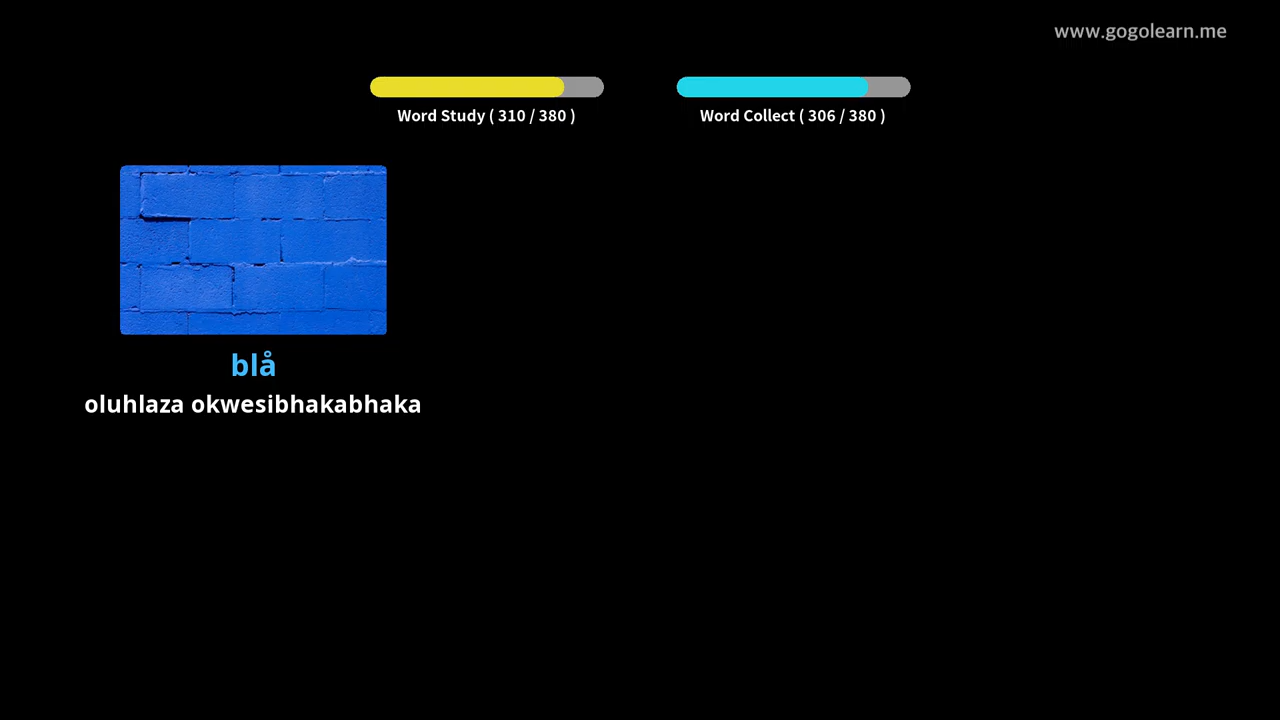 www.gogolearn.me
Word Study ( 310 / 380 )
Word Collect ( 306 / 380 )
blå
oluhlaza okwesibhakabhaka